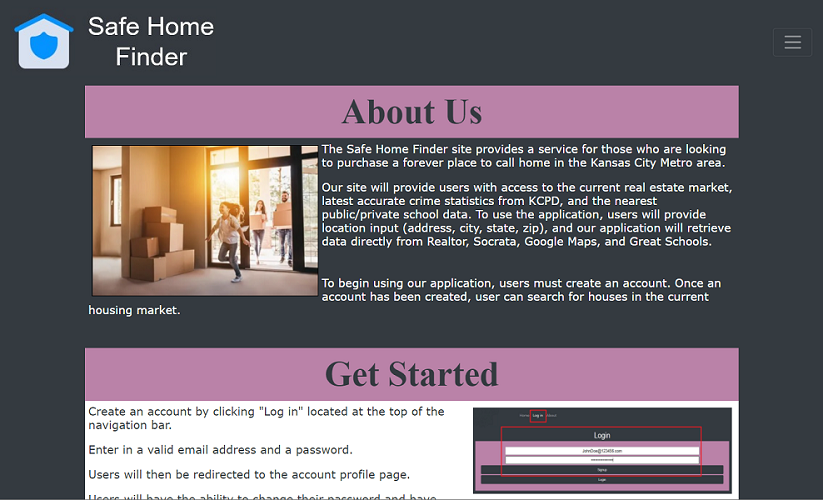 Safe Home
Finder
About Us
The Safe Home Finder site provides a service for those who are looking
to purchase a forever place to call home in the Kansas City Metro area.
Our site will provide users with access to the current real estate market,
latest accurate crime statistics from KCPD, and the nearest
public/private school data. To use the application, users will provide
location input (address, city, state, zip), and our application will retrieve
data directly from Realtor, Socrata, Google Maps, and Great Schools.
To begin using our application, users must create an account. Once an
account has been created, user can search for houses in the current
housing market.
Get Started
Create an account by clicking "Log in" located at the top of the
navigation bar.
Enter in a valid email address and a password.
Users will then be redirected to the account profile page.
Users will have the ability to change their password and have
Home Log in About
Login
Signup
Login